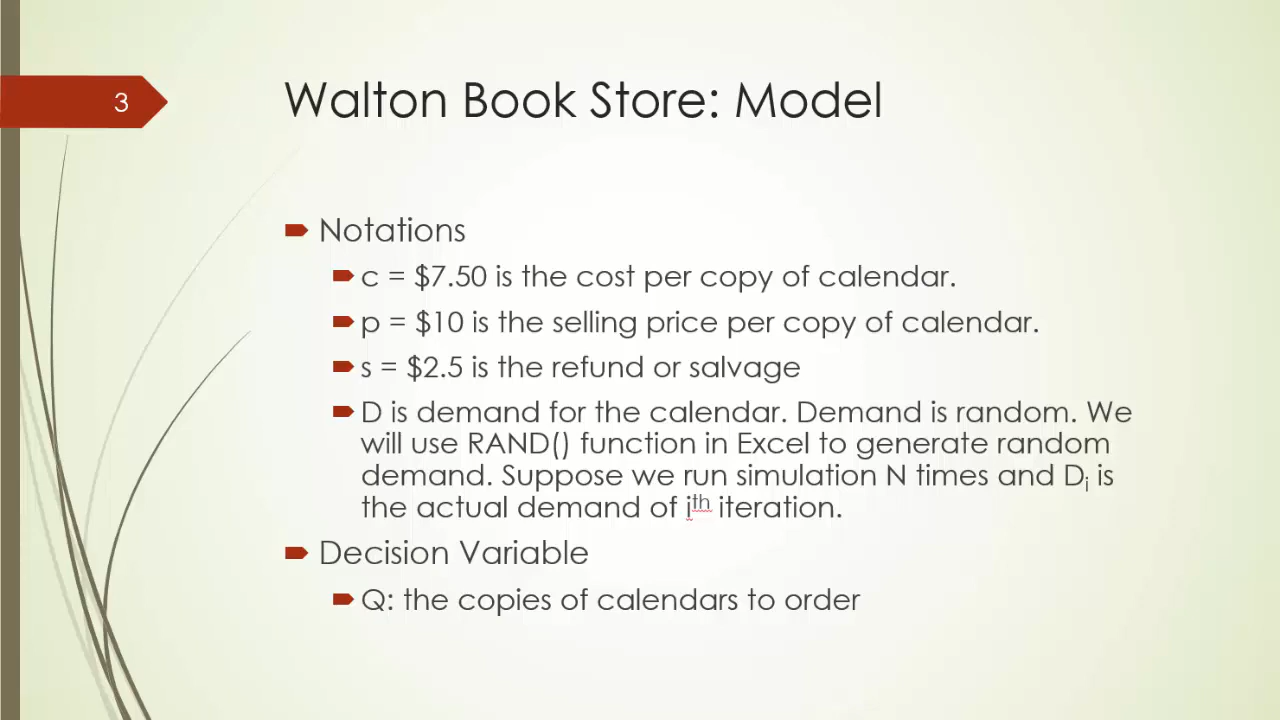 3
Walton Book Store: Model
Notations
c = $7.50 is the cost per copy of calendar.
p = $10 is the selling price per copy of calendar.
s = $2.5 is the refund or salvage
D is demand for the calendar. Demand is random. We
will use RAND() function in Excel to generate random
demand. Suppose we run simulation N times and Di is
the actual demand of ith iteration.
Decision Variable
Q: the copies of calendars to order